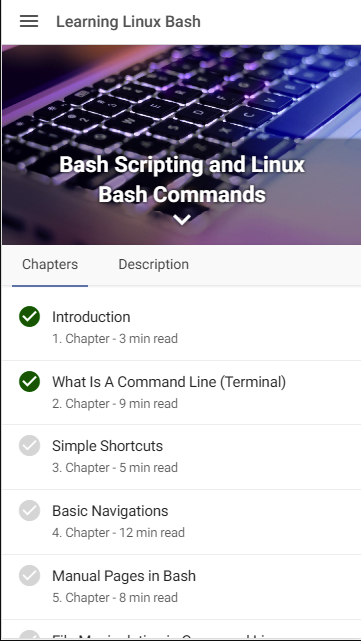 Learning Linux Bash
Bash Scripting and Linux
Bash Commands
Chapters
Description
Introduction
1. Chapter - 3 min read
What Is A Command Line (Terminal)
2. Chapter - 9 min read
Simple Shortcuts
3. Chapter - 5 min read
Basic Navigations
4. Chapter - 12 min read
Manual Pages in Bash
5. Chapter - 8 min read